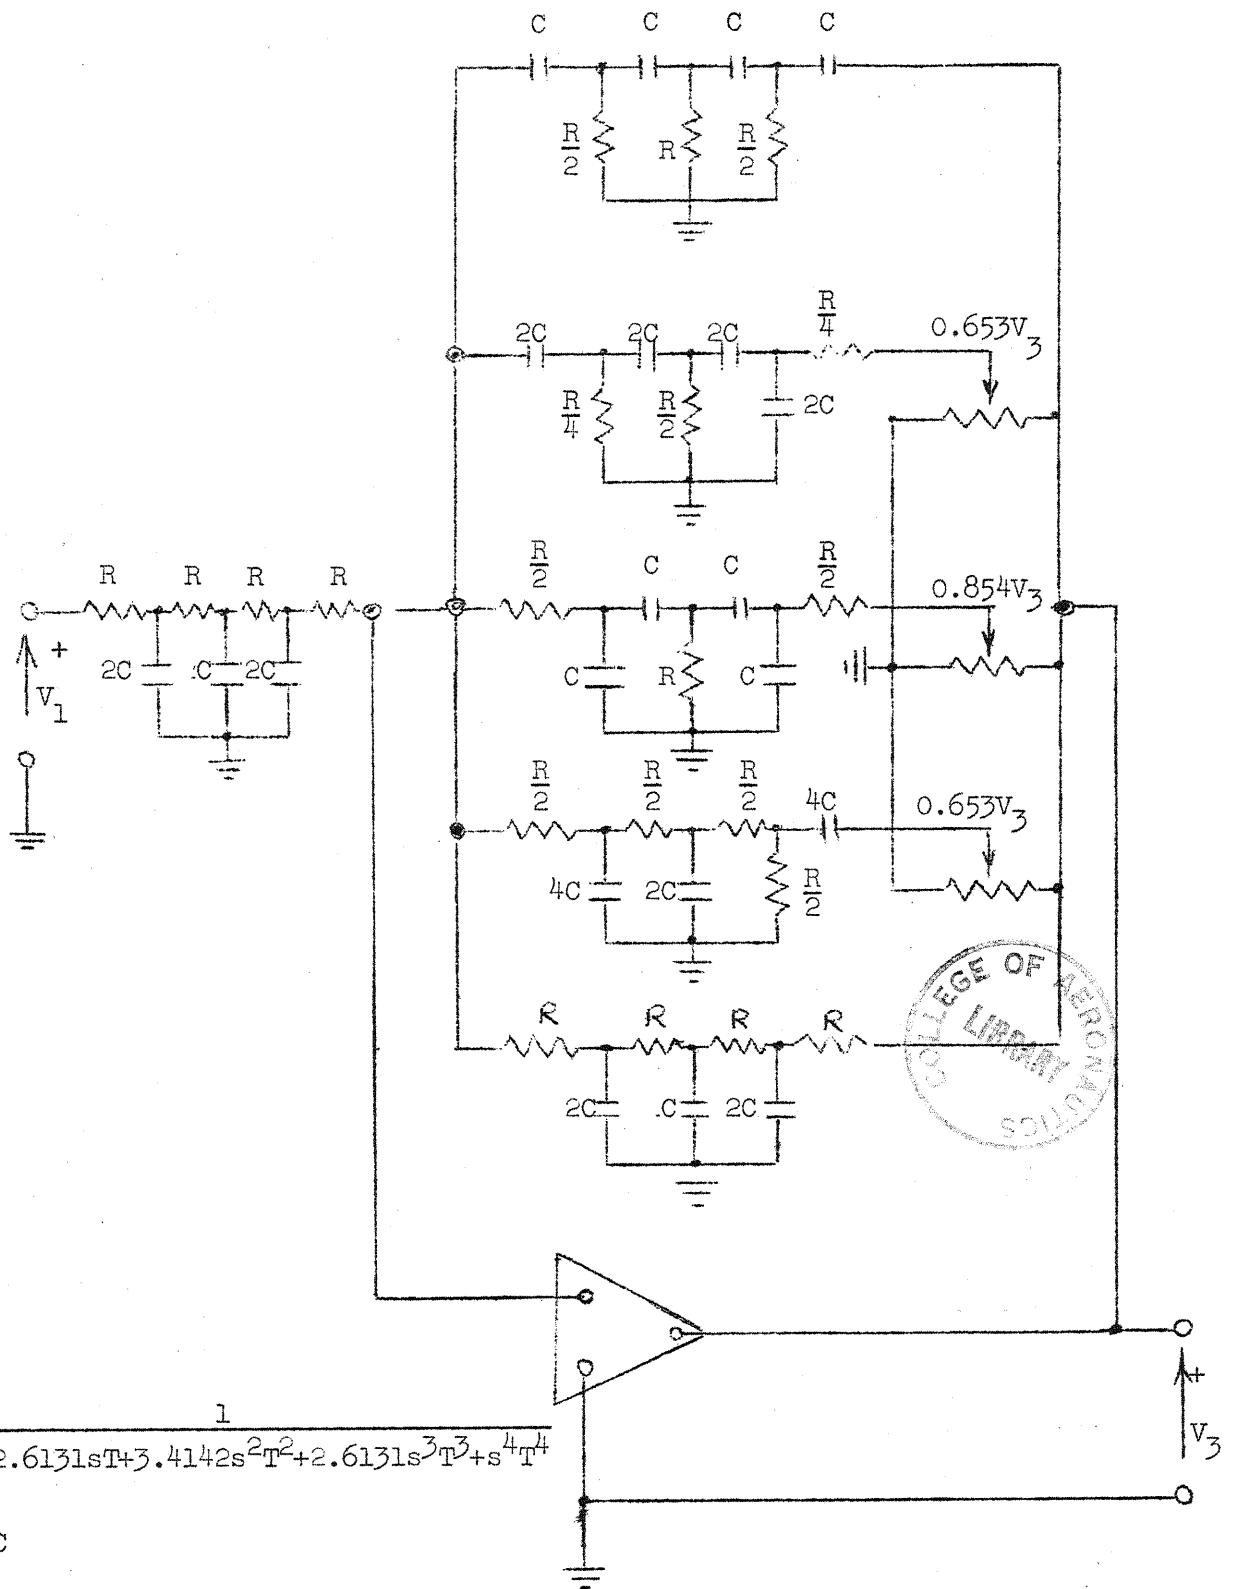 C C C C
R/2 R R/2
2C 2C 2C R/4 0.653V3
R/4 R/2 2C
R R R R R/2 C C R/2 0.854V3
+
V1
2C C 2C C R C
R/2 R/2 R/2 4C 0.653V3
4C 2C R/2
R R R R
2C C 2C
COLLEGE OF AERONAUTICS
LIBRARY
1
2.6131sT+3.4142s²T²+2.6131s³T³+s⁴T⁴
+
V3
C